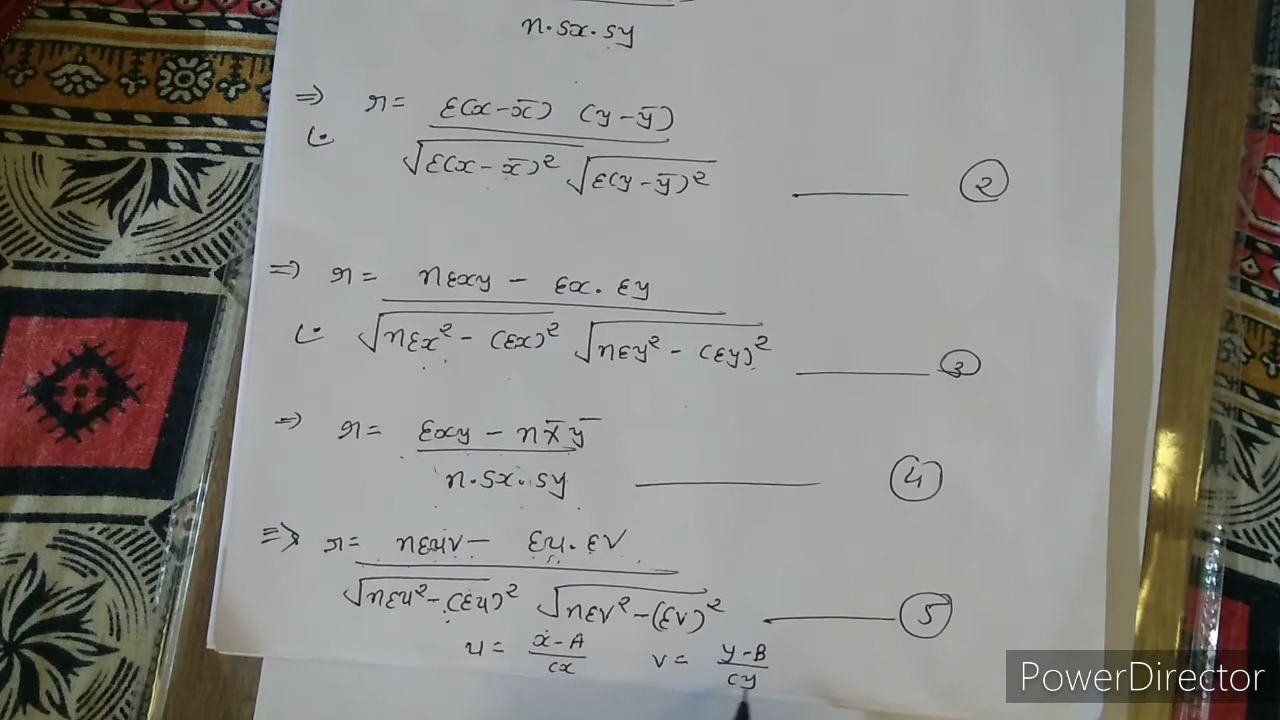 n·sx·sy
⇒ r = Σ(x-x̄) (y-ȳ)
√Σ(x-x̄)² √Σ(y-ȳ)² ——— ②
⇒ r = nΣxy - Σx·Σy
√nΣx² - (Σx)² √nΣy² - (Σy)² ——— ③
⇒ r = Σxy - nx̄ȳ
n·sx·sy ——— ④
⇒ r = nΣuv - Σu·Σv
√nΣu² - (Σu)² √nΣv² - (Σv)² ——— ⑤
u = x-A / cx v = y-B / cy
PowerDirector